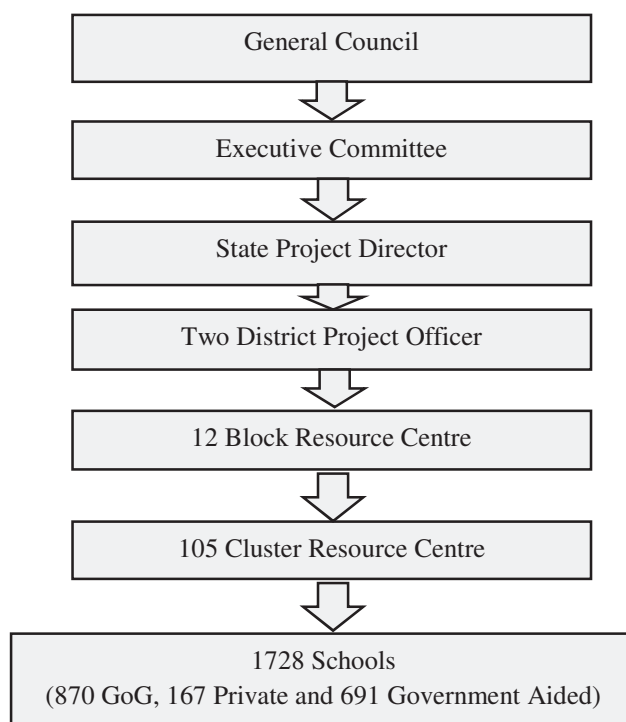 General Council
Executive Committee
State Project Director
Two District Project Officer
12 Block Resource Centre
105 Cluster Resource Centre
1728 Schools
(870 GoG, 167 Private and 691 Government Aided)